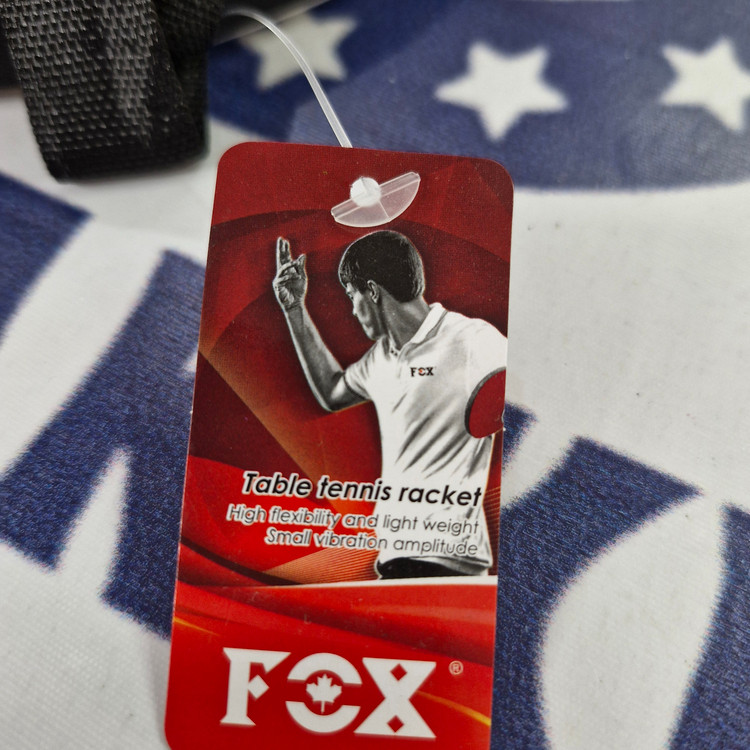 FOX
Table tennis racket
High flexibility and light weight
Small vibration amplitude
FOX®